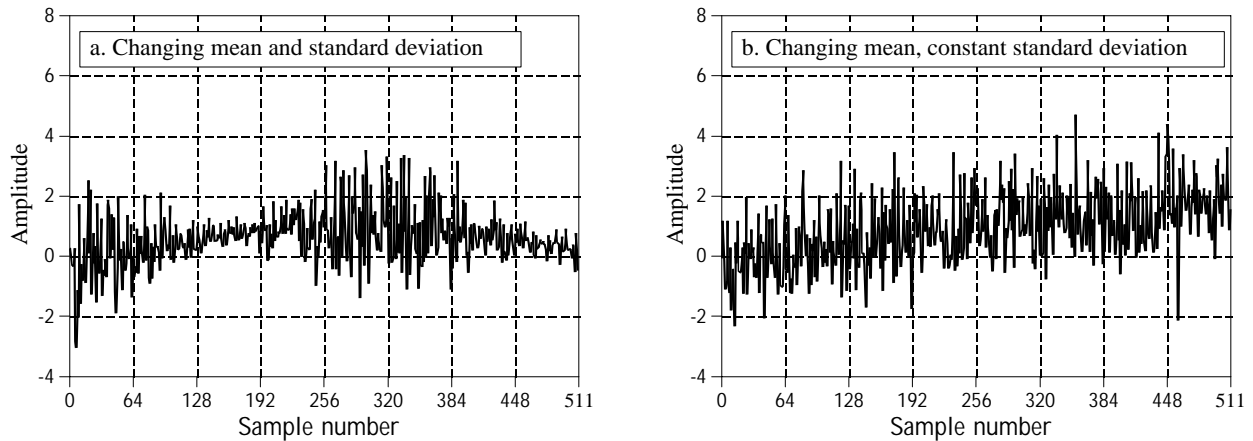 8
a. Changing mean and standard deviation
6
4
2
0
-2
-4
Amplitude
0 64 128 192 256 320 384 448 511
Sample number
8
b. Changing mean, constant standard deviation
6
4
2
0
-2
-4
Amplitude
0 64 128 192 256 320 384 448 511
Sample number